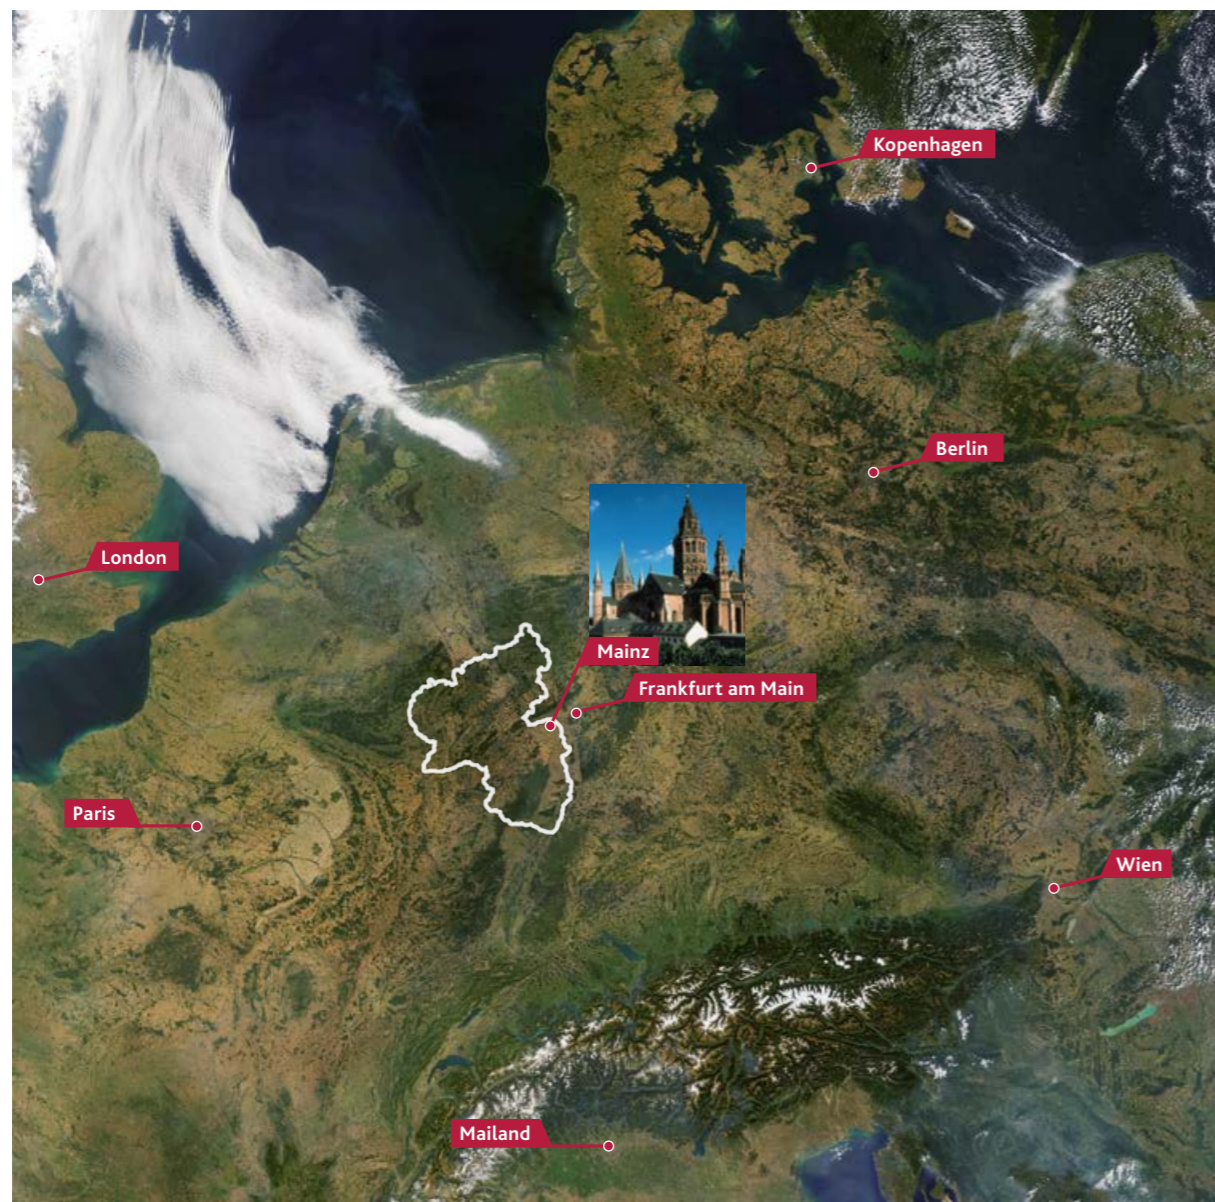 Kopenhagen
Berlin
London
Mainz
Frankfurt am Main
Paris
Wien
Mailand